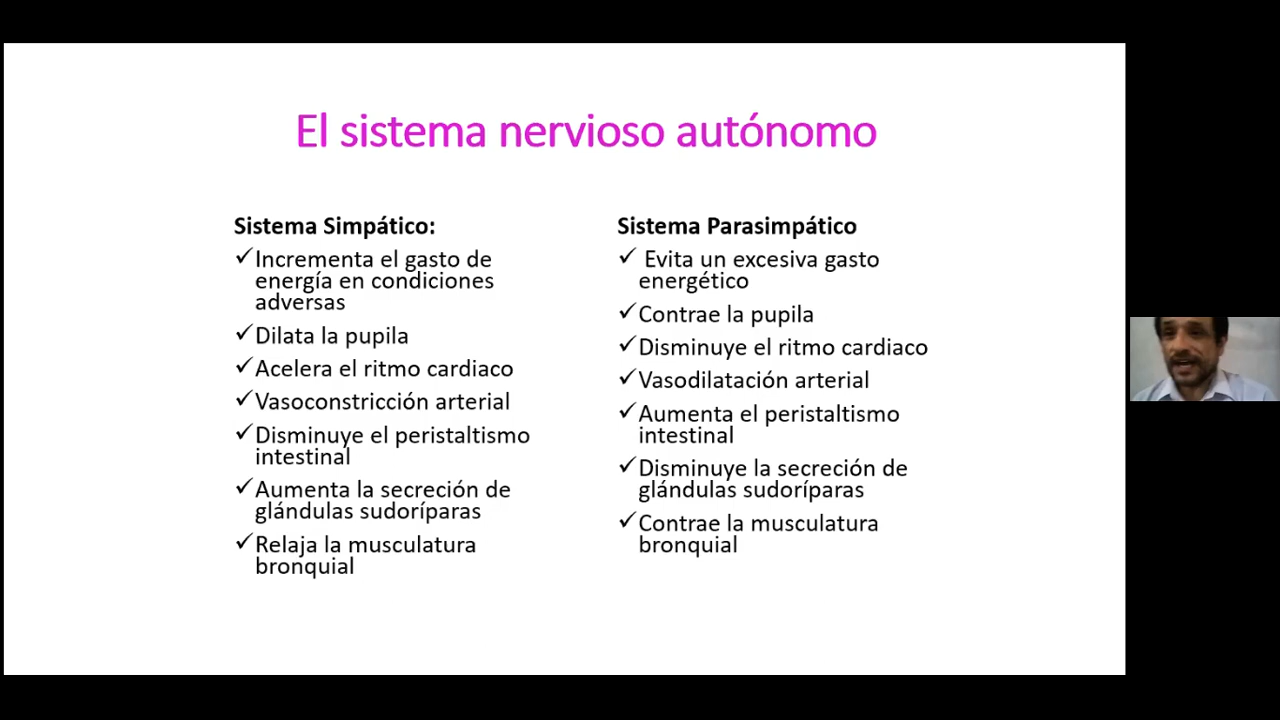 El sistema nervioso autónomo
Sistema Simpático:
✓Incrementa el gasto de
energía en condiciones
adversas
✓Dilata la pupila
✓Acelera el ritmo cardiaco
✓Vasoconstricción arterial
✓Disminuye el peristaltismo
intestinal
✓Aumenta la secreción de
glándulas sudoríparas
✓Relaja la musculatura
bronquial
Sistema Parasimpático
✓ Evita un excesiva gasto
energético
✓Contrae la pupila
✓Disminuye el ritmo cardiaco
✓Vasodilatación arterial
✓Aumenta el peristaltismo
intestinal
✓Disminuye la secreción de
glándulas sudoríparas
✓Contrae la musculatura
bronquial